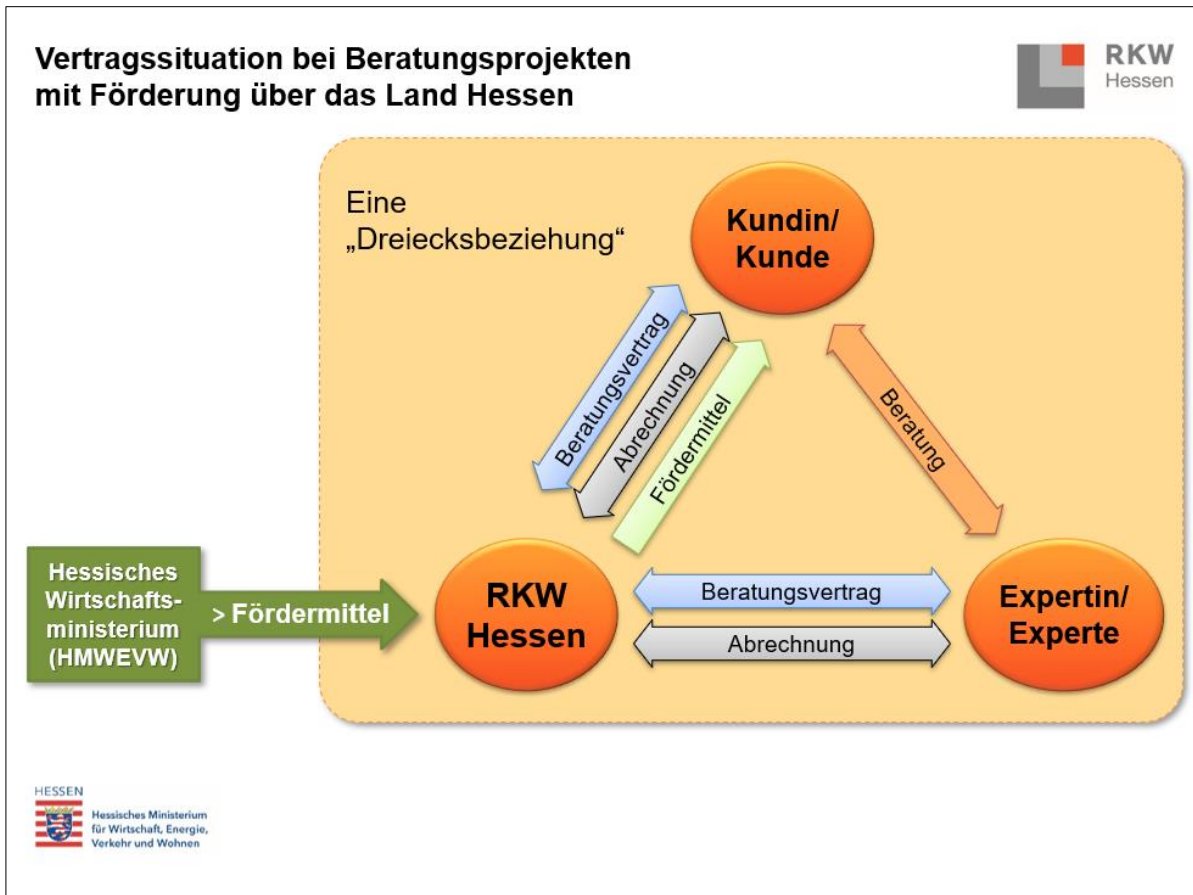 Vertragssituation bei Beratungsprojekten
mit Förderung über das Land Hessen
RKW
Hessen
Eine
„Dreiecksbeziehung“
Kundin/
Kunde
Beratungsvertrag
Abrechnung
Fördermittel
Beratung
Hessisches
Wirtschafts-
ministerium
(HMWEVW)
> Fördermittel
RKW
Hessen
Beratungsvertrag
Abrechnung
Expertin/
Experte
HESSEN
Hessisches Ministerium
für Wirtschaft, Energie,
Verkehr und Wohnen